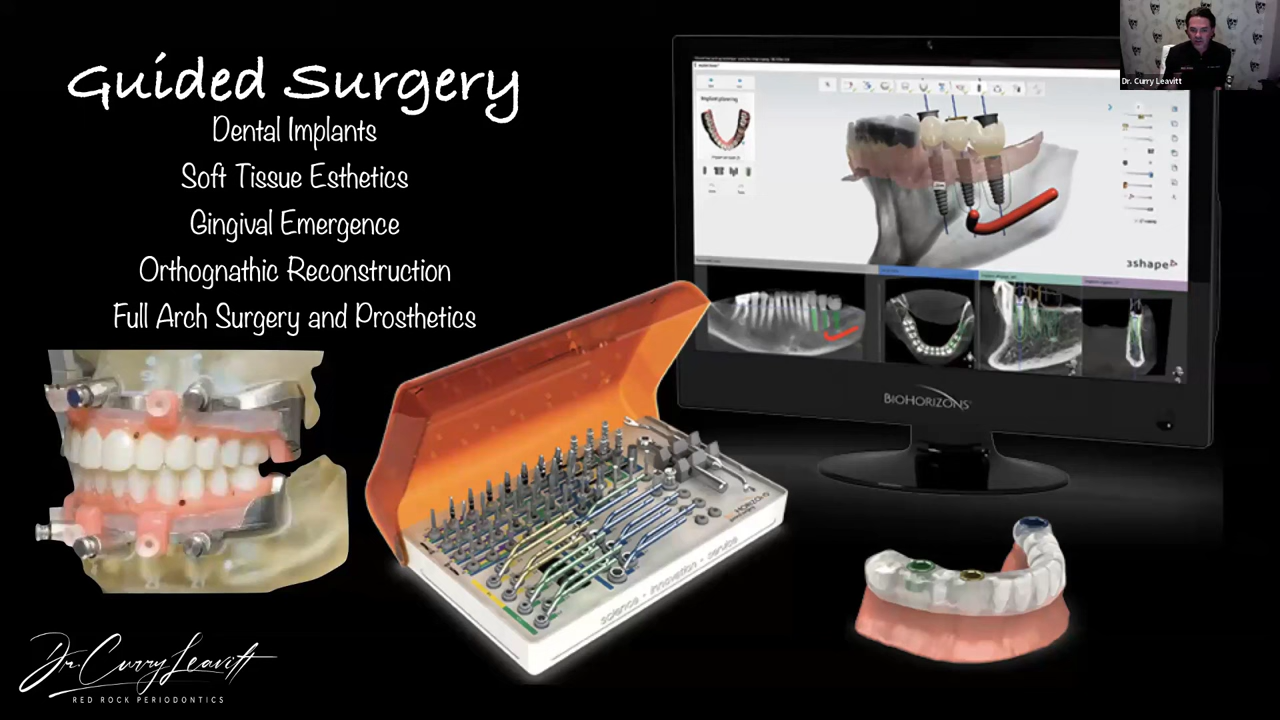 Guided Surgery
Dental Implants
Soft Tissue Esthetics
Gingival Emergence
Orthognathic Reconstruction
Full Arch Surgery and Prosthetics
Dr. Curry Leavitt
3shape
BIOHORIZONS
science · innovation · service
Dr. Curry Leavitt
RED ROCK PERIODONTICS